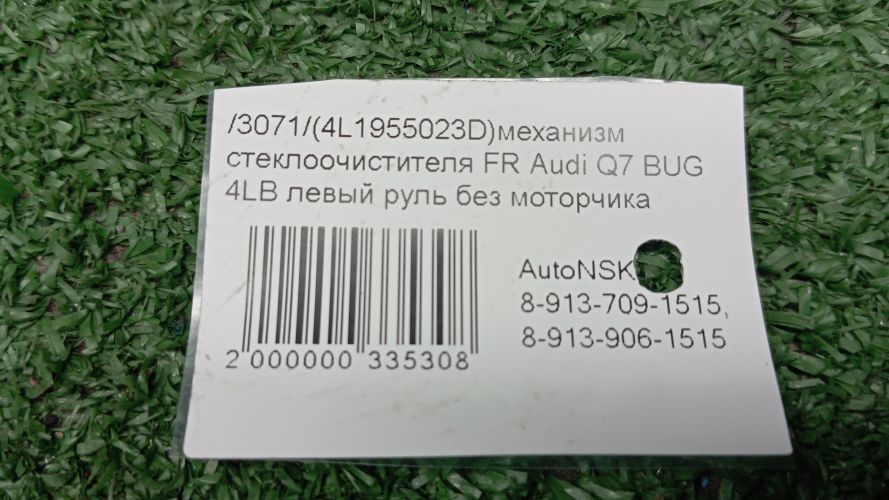 /3071/(4L1955023D)механизм
стеклоочистителя FR Audi Q7 BUG
4LB левый руль без моторчика
AutoNSK
8-913-709-1515,
8-913-906-1515
2 000000 335308